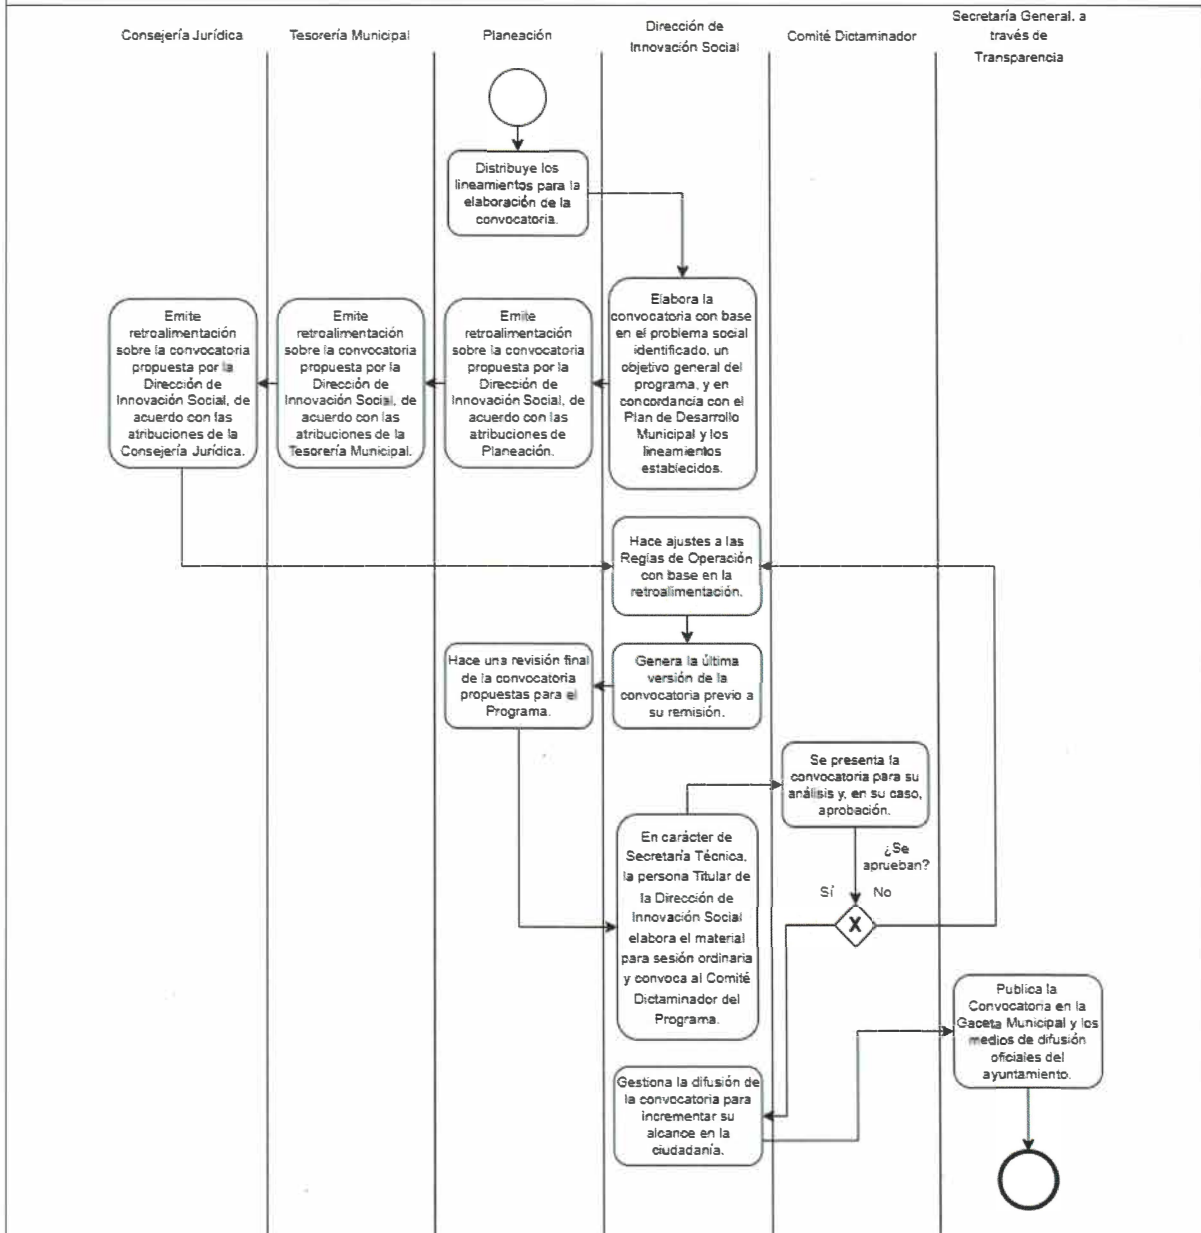 Consejería Jurídica
Tesorería Municipal
Planeación
Dirección de
Innovación Social
Comité Dictaminador
Secretaría General, a
través de
Transparencia
Distribuye los
lineamientos para la
elaboración de la
convocatoria.
Emite
retroalimentación
sobre la convocatoria
propuesta por la
Dirección de
Innovación Social, de
acuerdo con las
atribuciones de la
Consejería Jurídica.
Emite
retroalimentación
sobre la convocatoria
propuesta por la
Dirección de
Innovación Social, de
acuerdo con las
atribuciones de la
Tesorería Municipal.
Emite
retroalimentación
sobre la convocatoria
propuesta por la
Dirección de
Innovación Social, de
acuerdo con las
atribuciones de
Planeación.
Elabora la
convocatoria con base
en el problema social
identificado, un
objetivo general del
programa, y en
concordancia con el
Plan de Desarrollo
Municipal y los
lineamientos
establecidos.
Hace ajustes a las
Reglas de Operación
con base en la
retroalimentación.
Hace una revisión final
de la convocatoria
propuestas para el
Programa.
Genera la última
versión de la
convocatoria previo a
su remisión.
Se presenta la
convocatoria para su
análisis y, en su caso,
aprobación.
En carácter de
Secretaría Técnica,
la persona Titular de
la Dirección de
Innovación Social
elabora el material
para sesión ordinaria
y convoca al Comité
Dictaminador del
Programa.
¿Se
aprueban?
Sí
No
X
Publica la
Convocatoria en la
Gaceta Municipal y los
medios de difusión
oficiales del
ayuntamiento.
Gestiona la difusión de
la convocatoria para
incrementar su
alcance en la
ciudadanía.